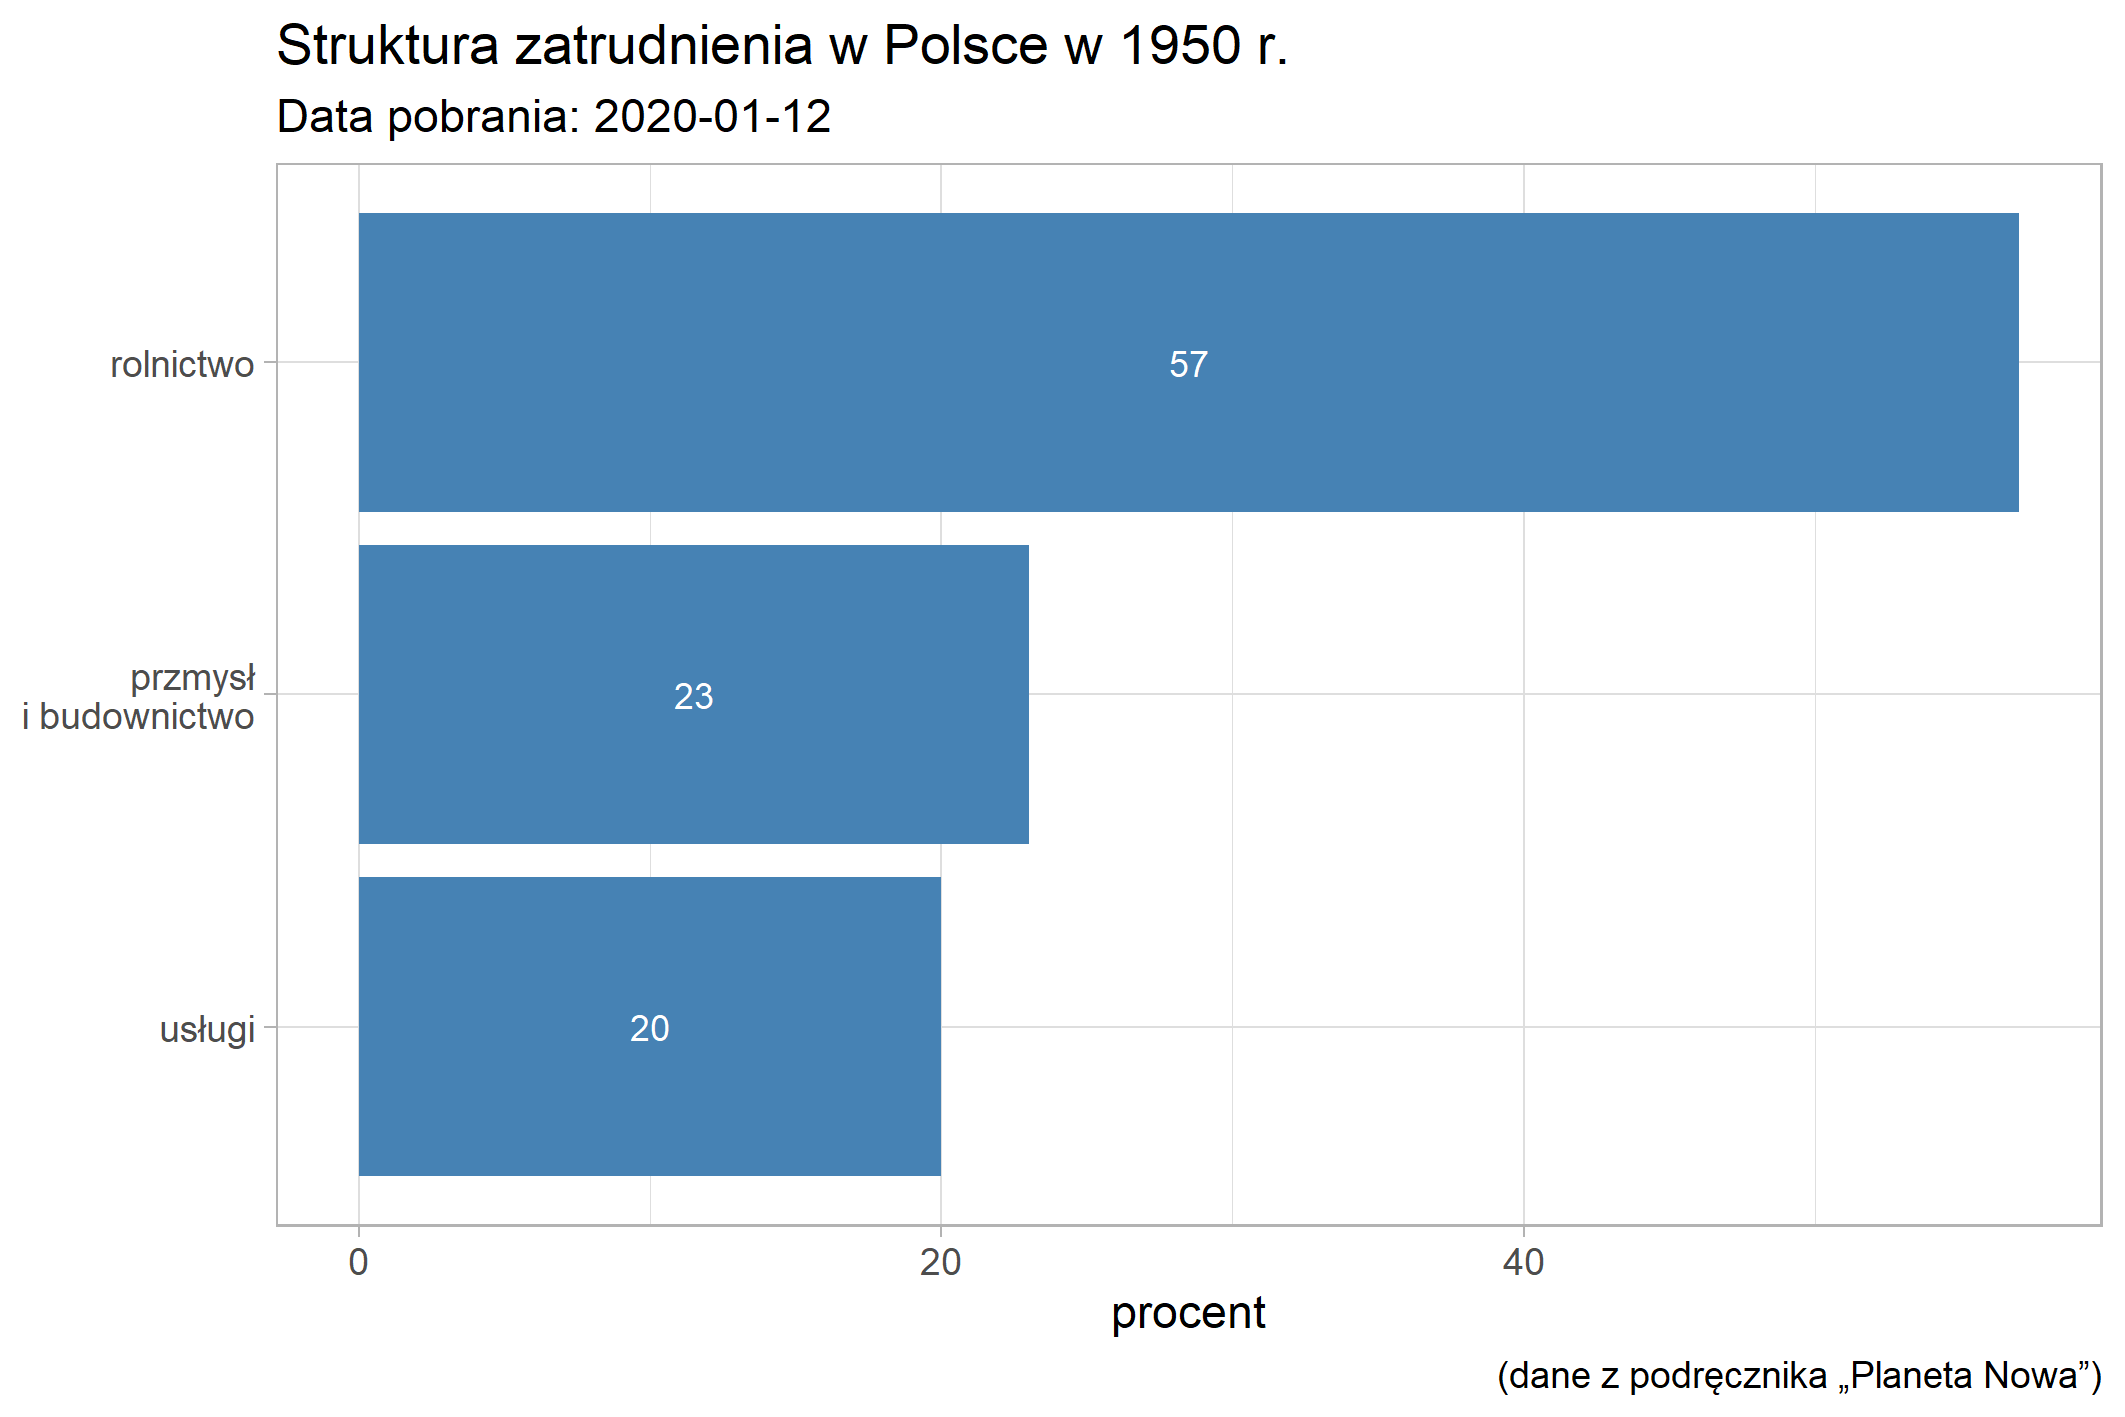 Struktura zatrudnienia w Polsce w 1950 r.
Data pobrania: 2020-01-12
rolnictwo
57
przmysł
i budownictwo
23
usługi
20
0 20 40
procent
(dane z podręcznika „Planeta Nowa”)